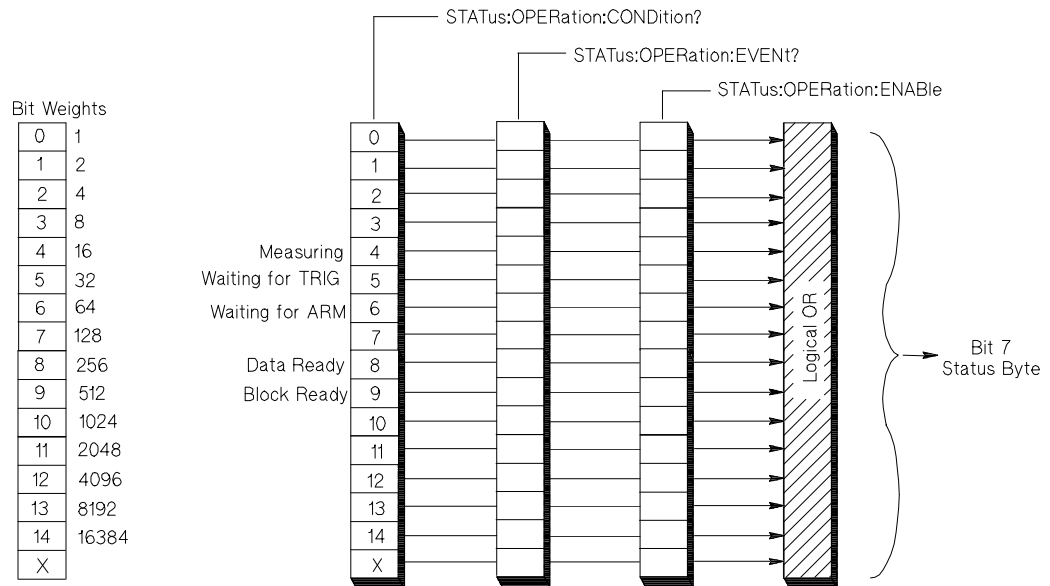 STATus:OPERation:CONDition?
STATus:OPERation:EVENt?
STATus:OPERation:ENABle
Bit Weights
0 1
1 2
2 4
3 8
4 16
5 32
6 64
7 128
8 256
9 512
10 1024
11 2048
12 4096
13 8192
14 16384
X
0
1
2
3
Measuring 4
Waiting for TRIG 5
Waiting for ARM 6
7
Data Ready 8
Block Ready 9
10
11
12
13
14
X
Logical OR
Bit 7
Status Byte